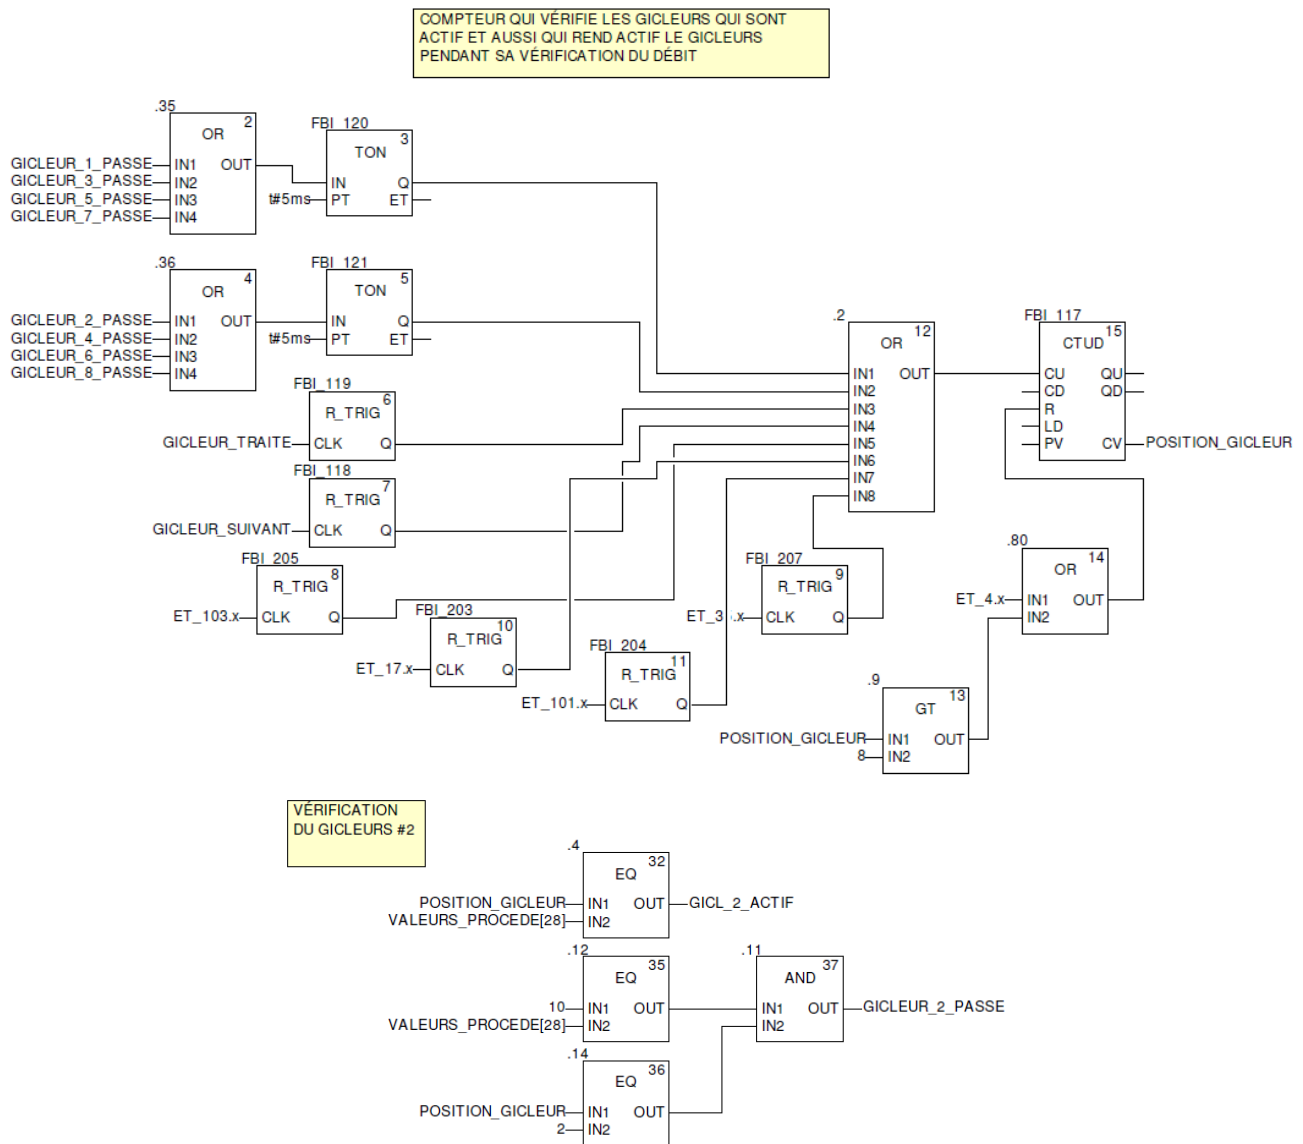 COMPTEUR QUI VÉRIFIE LES GICLEURS QUI SONT
ACTIF ET AUSSI QUI REND ACTIF LE GICLEURS
PENDANT SA VÉRIFICATION DU DÉBIT
.35
OR 2
GICLEUR_1_PASSE IN1 OUT
GICLEUR_3_PASSE IN2
GICLEUR_5_PASSE IN3
GICLEUR_7_PASSE IN4
FBI_120
TON 3
IN Q
t#5ms PT ET
.36
OR 4
GICLEUR_2_PASSE IN1 OUT
GICLEUR_4_PASSE IN2
GICLEUR_6_PASSE IN3
GICLEUR_8_PASSE IN4
FBI_121
TON 5
IN Q
t#5ms PT ET
FBI_119
R_TRIG 6
GICLEUR_TRAITE CLK Q
FBI_118
R_TRIG 7
GICLEUR_SUIVANT CLK Q
FBI_205
R_TRIG 8
ET_103.x CLK Q
FBI_203
R_TRIG 10
ET_17.x CLK Q
FBI_204
R_TRIG 11
ET_101.x CLK Q
FBI_207
R_TRIG 9
CLK Q
.2
OR 12
IN1 OUT
IN2
IN3
IN4
IN5
IN6
IN7
IN8
FBI_117
CTUD 15
CU QU
CD QD
R
LD
PV CV POSITION_GICLEUR
.80
OR 14
ET_4.x IN1 OUT
IN2
.9
GT 13
POSITION_GICLEUR IN1 OUT
8 IN2
VÉRIFICATION
DU GICLEURS #2
.4
EQ 32
POSITION_GICLEUR IN1 OUT GICL_2_ACTIF
VALEURS_PROCEDE[28] IN2
.12
EQ 35
10 IN1 OUT
VALEURS_PROCEDE[28] IN2
.11
AND 37
IN1 OUT GICLEUR_2_PASSE
IN2
.14
EQ 36
POSITION_GICLEUR IN1 OUT
2 IN2